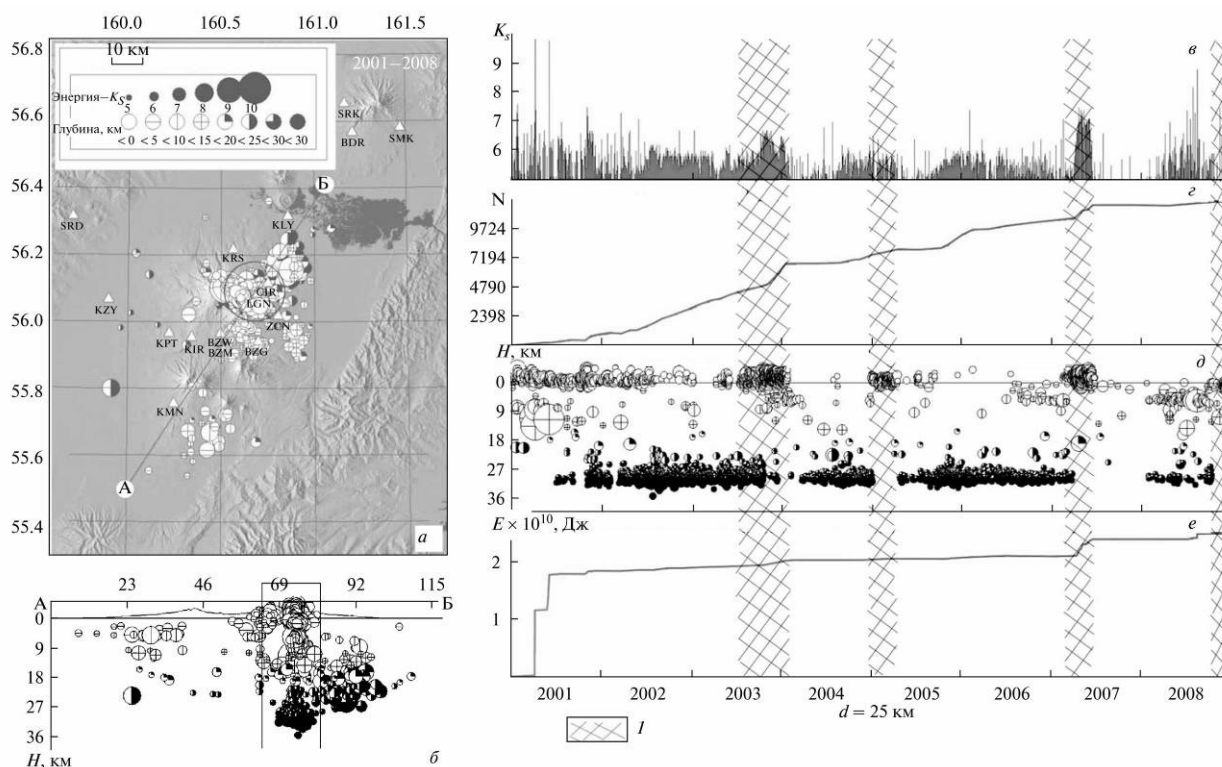 160.0 160.5 161.0 161.5
56.8
56.6
56.4
56.2
56.0
55.8
55.6
55.4
10 км
2001–2008
Энергия–K_S
5 6 7 8 9 10
Глубина, км
< 0 < 5 < 10 < 15 < 20 < 25 < 30 < 30
SRK
BDR
SMK
Б
SRD
KLY
KRS
CIR
LGN
KZY
ZCN
KPT
KIR
BZW
BZM
BZG
KMN
А
а
23 46 69 92 115
А Б
0
9
18
27
36
H, км
б
K_s
в
9
8
7
6
N
г
9724
7194
4790
2398
H, км
д
0
9
18
27
36
E × 10^10, Дж
е
2
1
2001 2002 2003 2004 2005 2006 2007 2008
d = 25 км
1